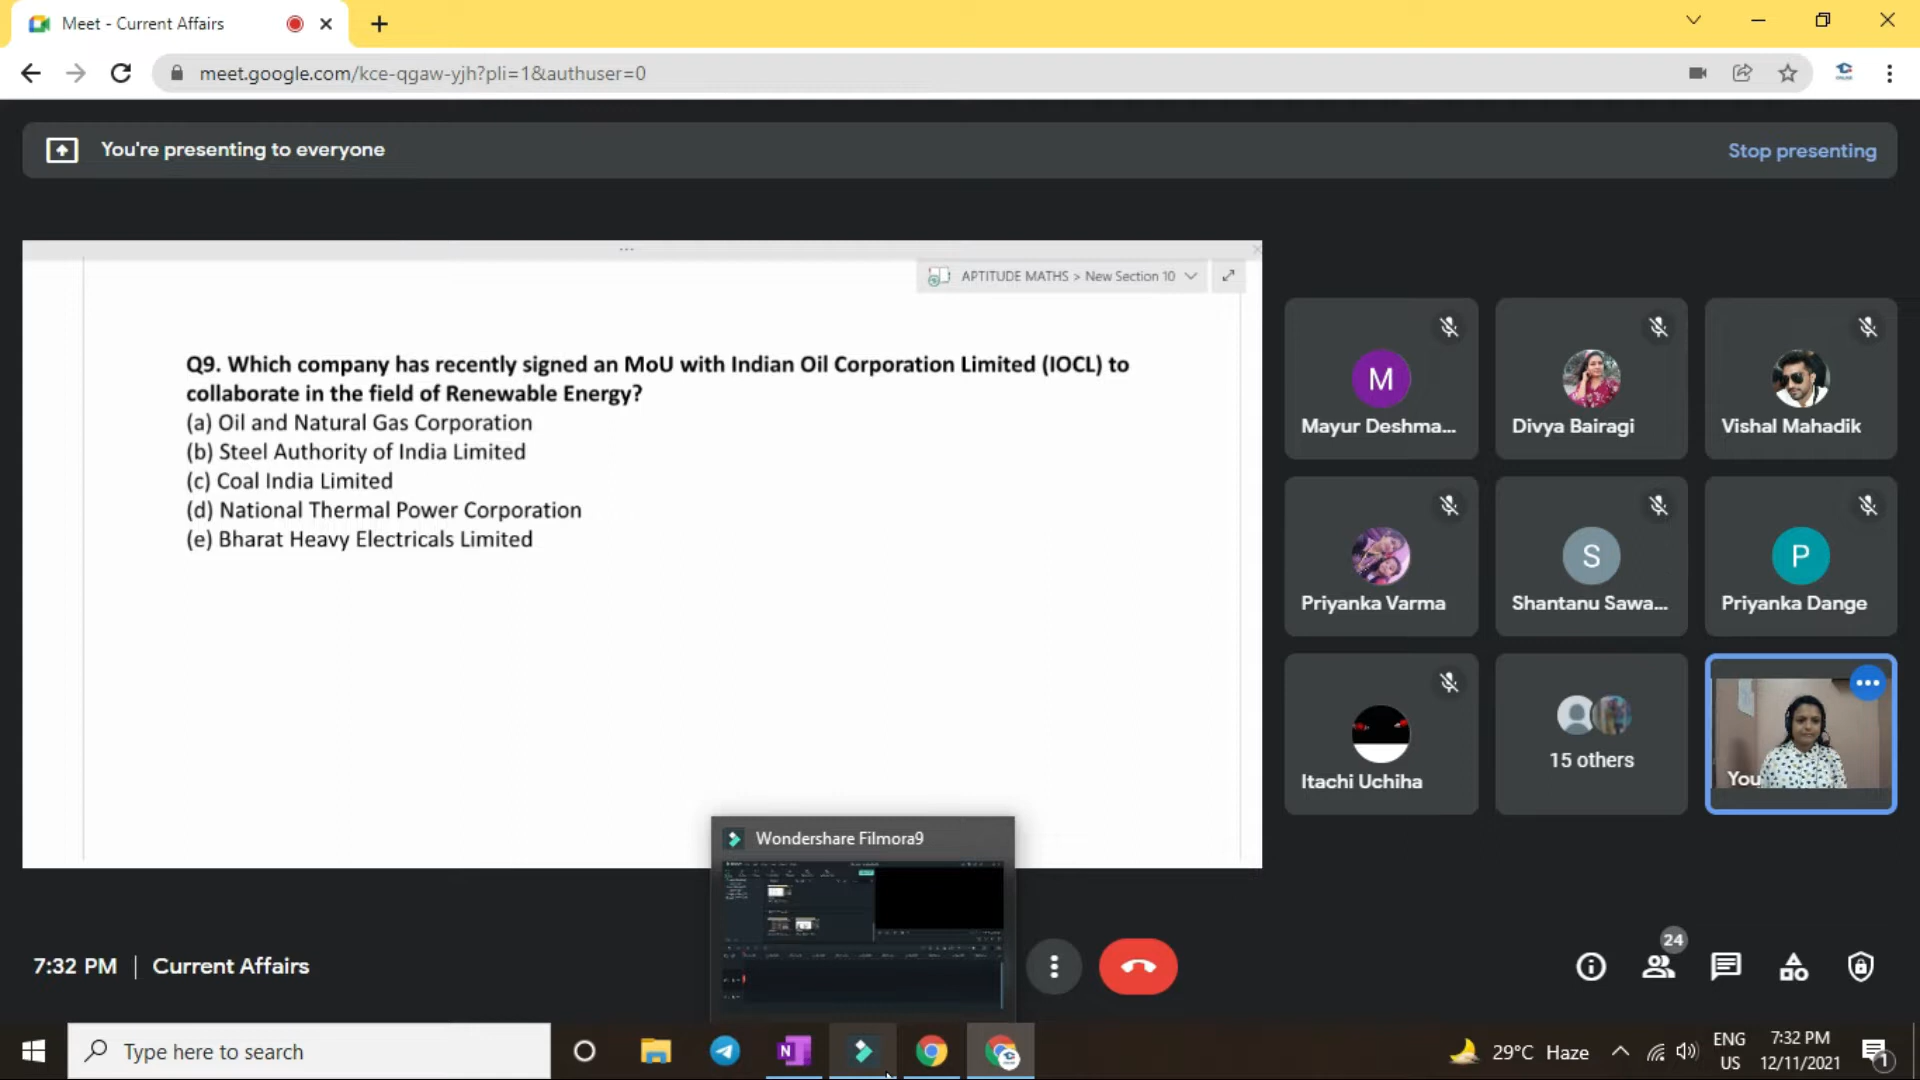 Meet - Current Affairs
meet.google.com/kce-qgaw-yjh?pli=1&authuser=0
You're presenting to everyone
Stop presenting
APTITUDE MATHS > New Section 10
Q9. Which company has recently signed an MoU with Indian Oil Corporation Limited (IOCL) to
collaborate in the field of Renewable Energy?
(a) Oil and Natural Gas Corporation
(b) Steel Authority of India Limited
(c) Coal India Limited
(d) National Thermal Power Corporation
(e) Bharat Heavy Electricals Limited
M
Mayur Deshma...
Divya Bairagi
Vishal Mahadik
Priyanka Varma
S
Shantanu Sawa...
P
Priyanka Dange
Itachi Uchiha
15 others
You
Wondershare Filmora9
7:32 PM | Current Affairs
24
Type here to search
N
29°C Haze
ENG
US
7:32 PM
12/11/2021
1